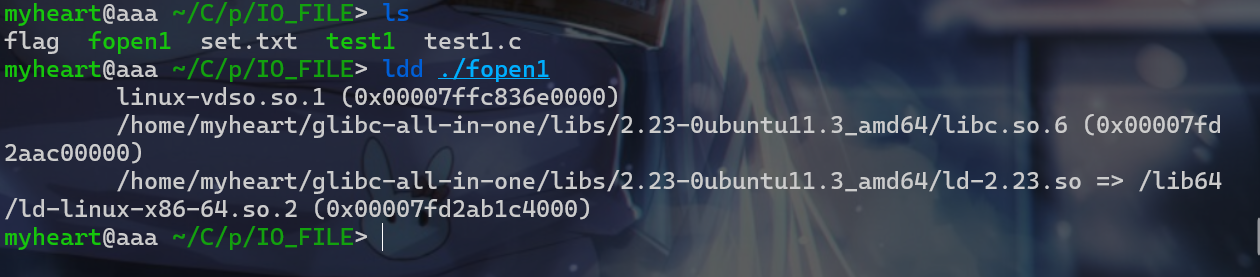 myheart@aaa ~/C/p/IO_FILE> ls
flag  fopen1  set.txt  test1  test1.c
myheart@aaa ~/C/p/IO_FILE> ldd ./fopen1
        linux-vdso.so.1 (0x00007ffc836e0000)
        /home/myheart/glibc-all-in-one/libs/2.23-0ubuntu11.3_amd64/libc.so.6 (0x00007fd
2aac00000)
        /home/myheart/glibc-all-in-one/libs/2.23-0ubuntu11.3_amd64/ld-2.23.so => /lib64
/ld-linux-x86-64.so.2 (0x00007fd2ab1c4000)
myheart@aaa ~/C/p/IO_FILE>